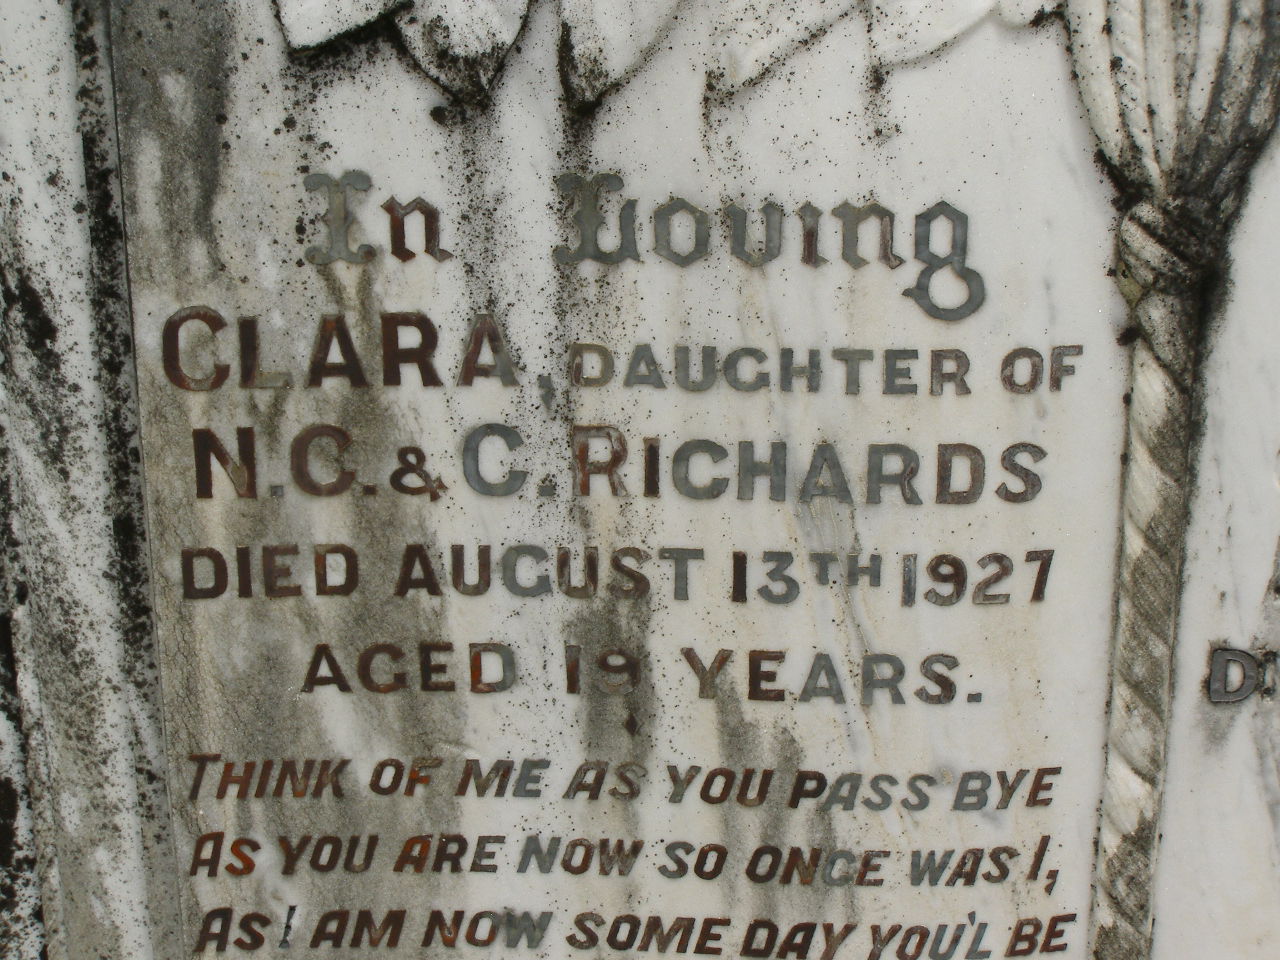 In Loving
CLARA, DAUGHTER OF
N.C. & C. RICHARDS
DIED AUGUST 13TH 1927
AGED 19 YEARS.
THINK OF ME AS YOU PASS BYE
AS YOU ARE NOW SO ONCE WAS I,
AS I AM NOW SOME DAY YOU'L BE